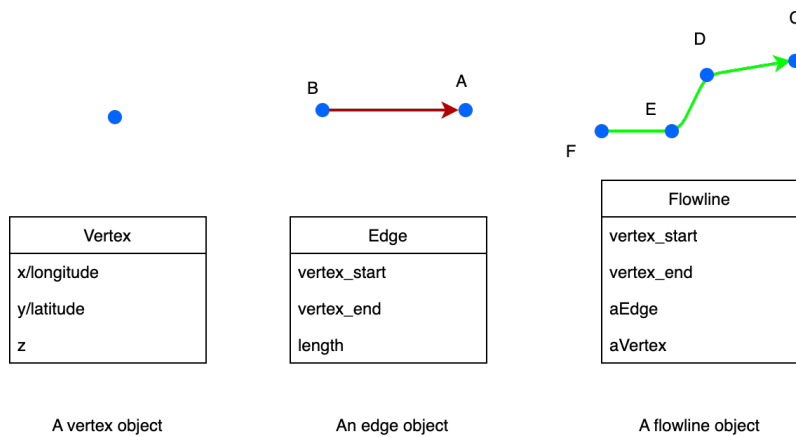 B
A
D
C
E
F
Vertex
x/longitude
y/latitude
z
Edge
vertex_start
vertex_end
length
Flowline
vertex_start
vertex_end
aEdge
aVertex
A vertex object
An edge object
A flowline object